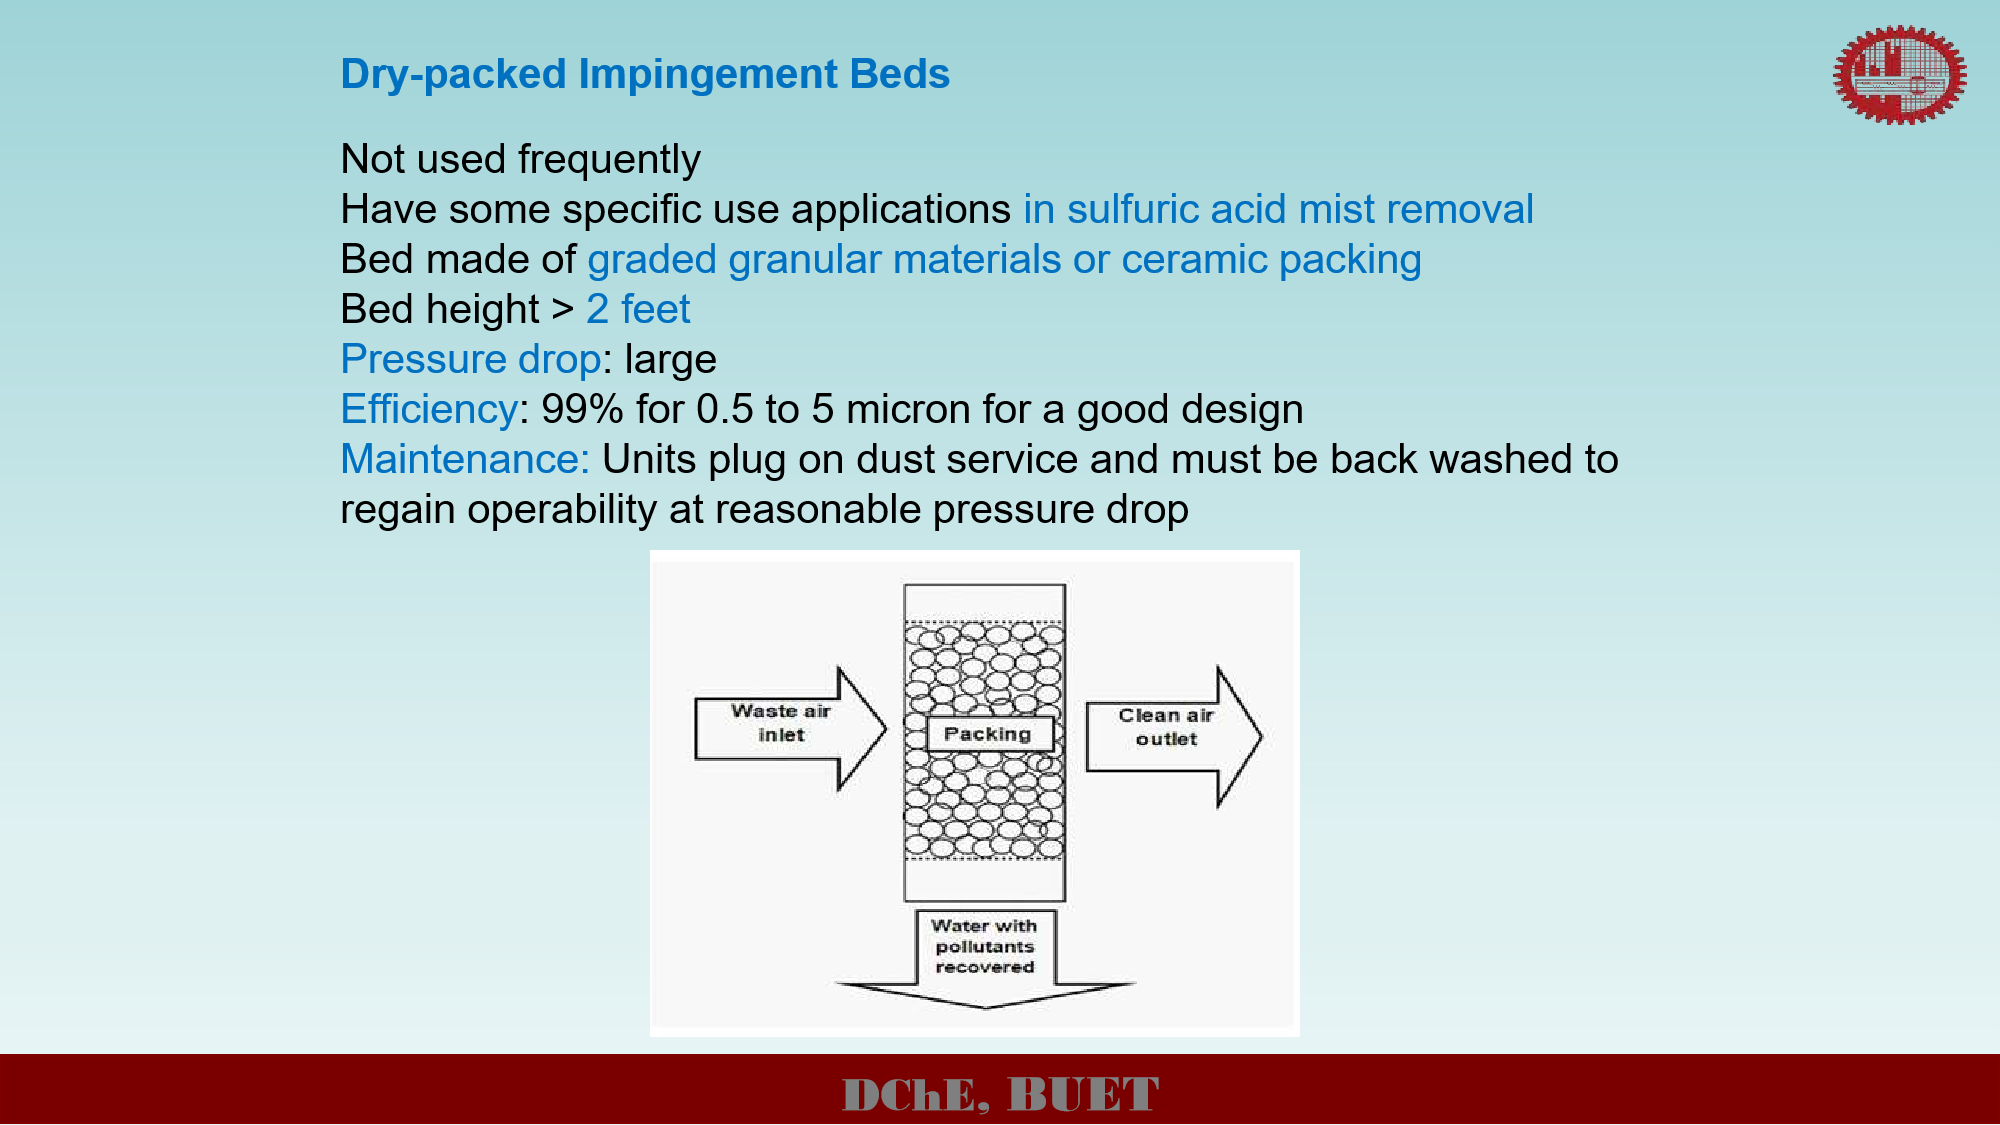 Dry-packed Impingement Beds
Not used frequently
Have some specific use applications in sulfuric acid mist removal
Bed made of graded granular materials or ceramic packing
Bed height > 2 feet
Pressure drop: large
Efficiency: 99% for 0.5 to 5 micron for a good design
Maintenance: Units plug on dust service and must be back washed to
regain operability at reasonable pressure drop
Waste air
inlet
Packing
Clean air
outlet
Water with
pollutants
recovered
DChE, BUET